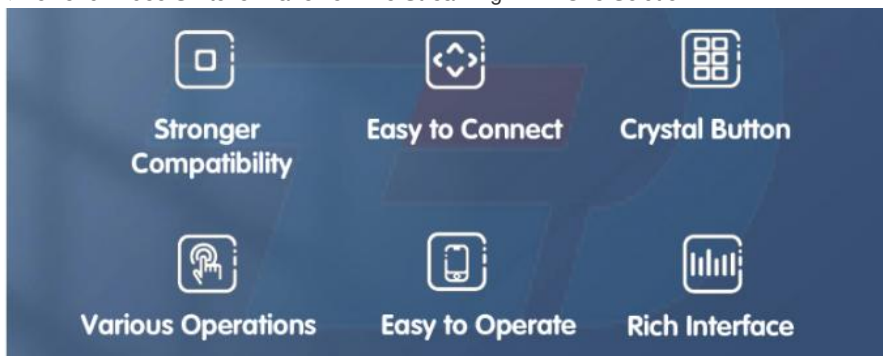 Stronger
Compatibility
Easy to Connect
Crystal Button
Various Operations
Easy to Operate
Rich Interface